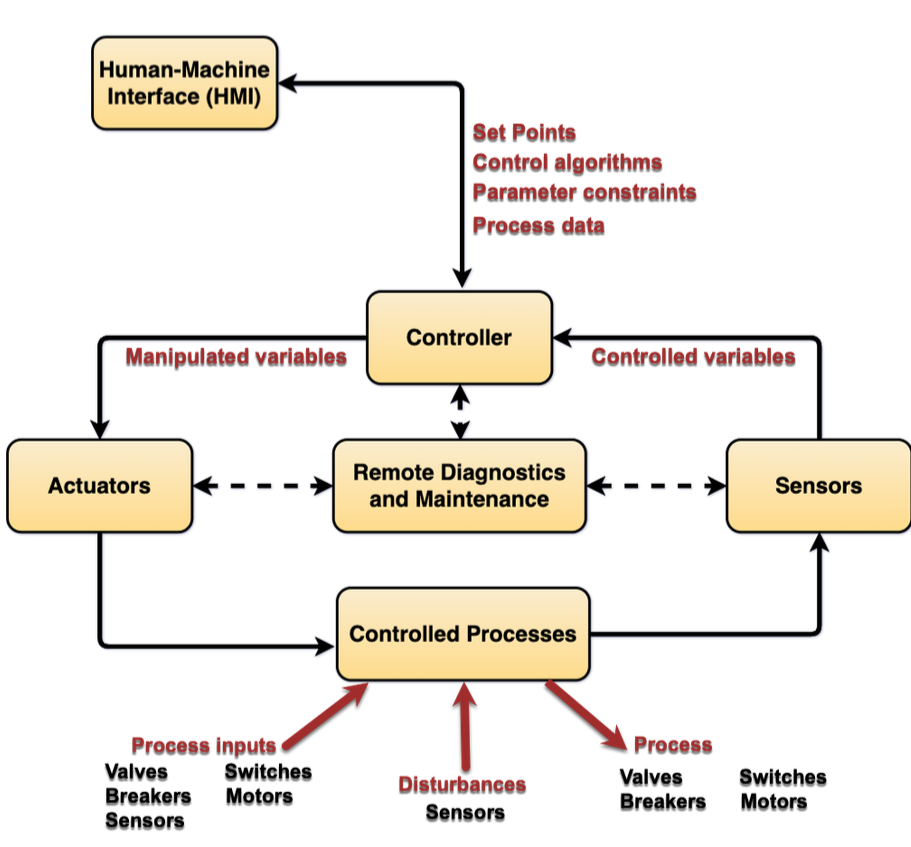 Human-Machine
Interface (HMI)
Set Points
Control algorithms
Parameter constraints
Process data
Controller
Manipulated variables
Controlled variables
Actuators
Remote Diagnostics
and Maintenance
Sensors
Controlled Processes
Process inputs
Valves Switches
Breakers Motors
Sensors
Disturbances
Sensors
Process
Valves Switches
Breakers Motors